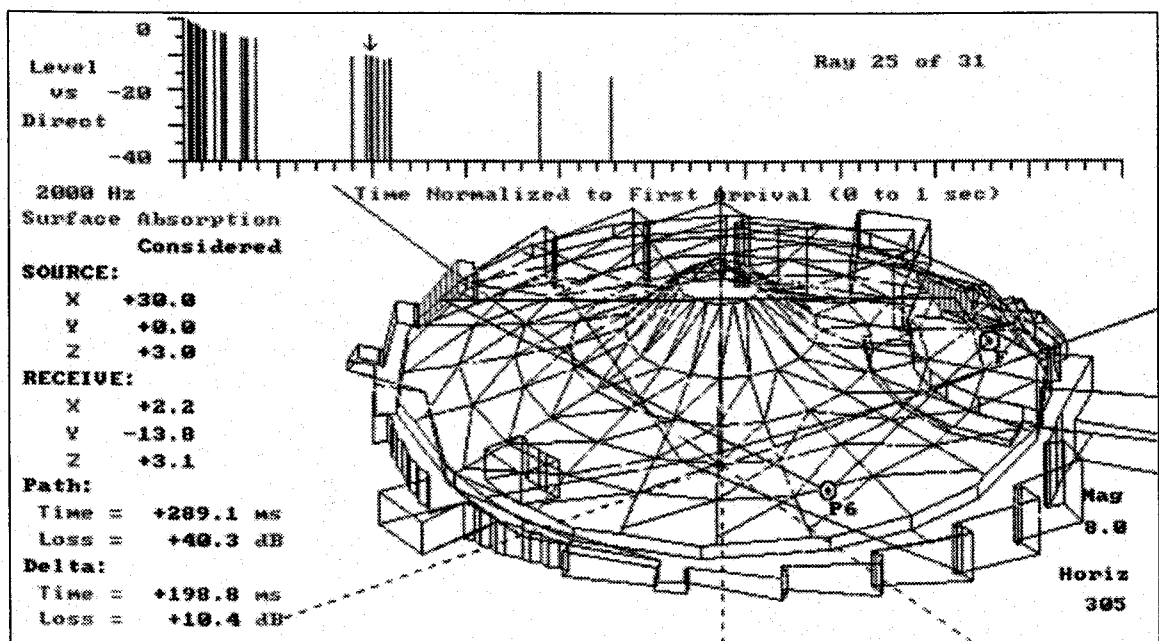 0
Level
vs -20
Direct
-40
Ray 25 of 31
2000 Hz
Time Normalized to First Arrival (0 to 1 sec)
Surface Absorption
Considered
SOURCE:
X +30.0
Y +0.0
Z +3.0
RECEIVE:
X +2.2
Y -13.8
Z +3.1
Path:
Time = +289.1 ms
Loss = +40.3 dB
Delta:
Time = +198.8 ms
Loss = +10.4 dB
P6
Mag
8.0
Horiz
305